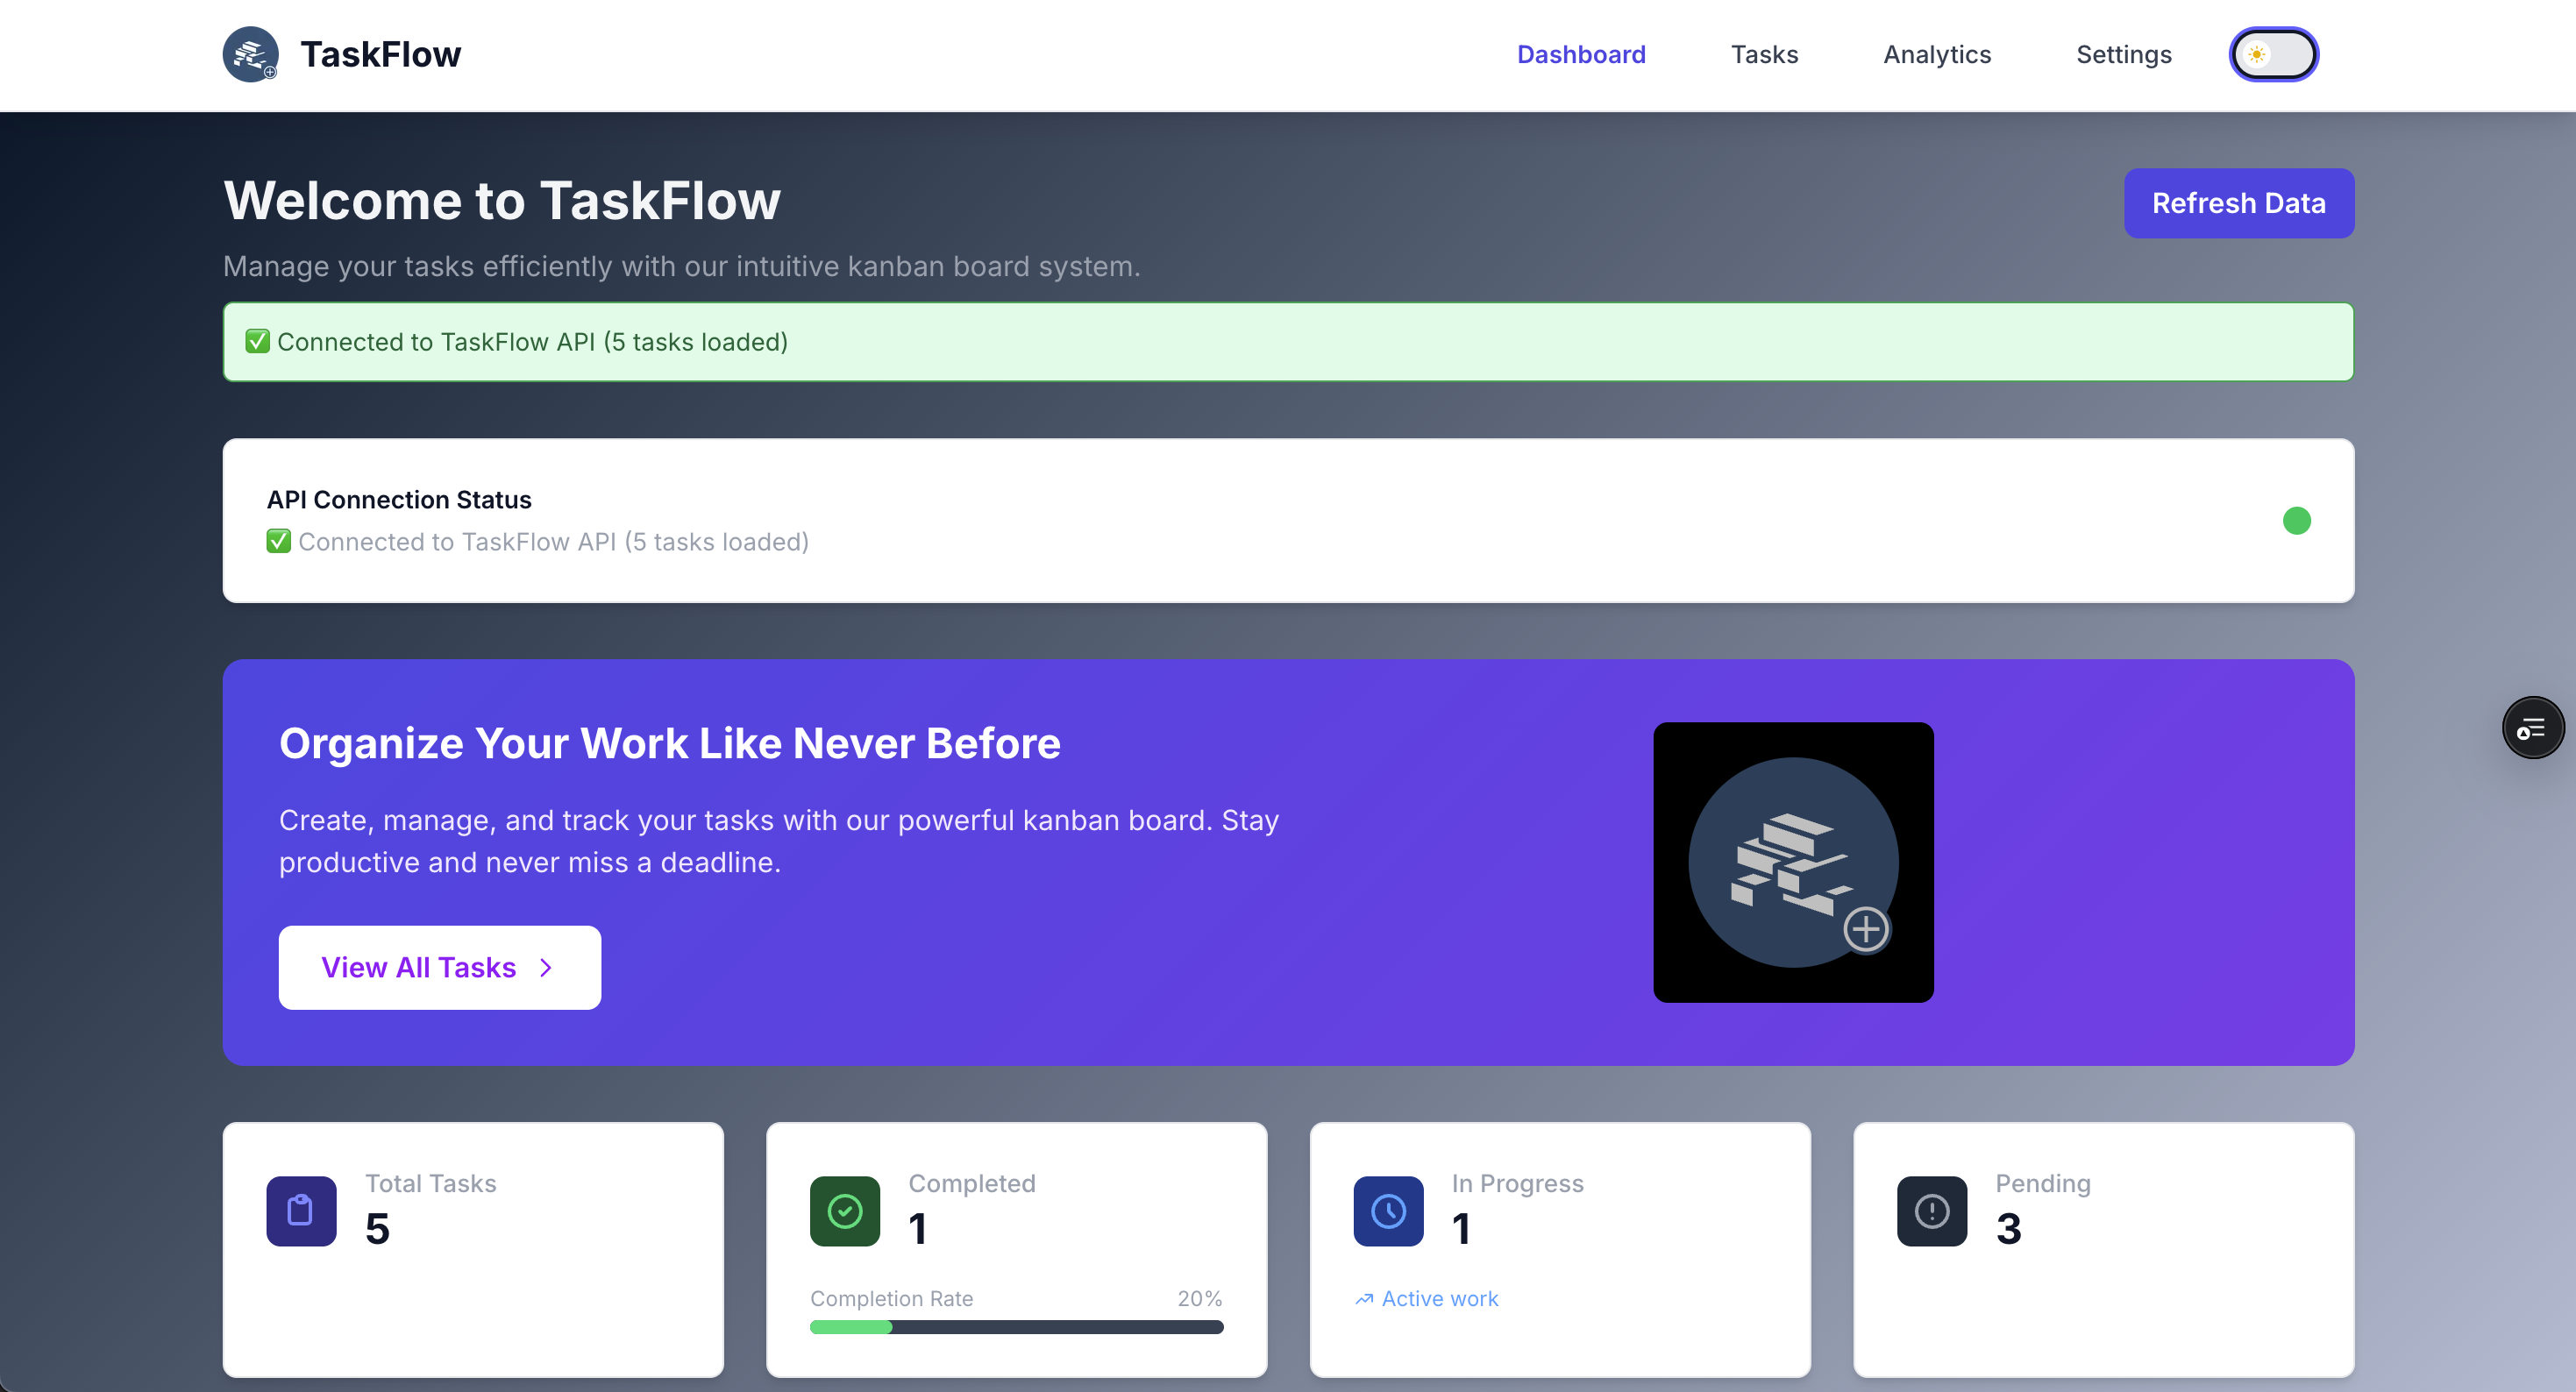 TaskFlow
Dashboard
Tasks
Analytics
Settings
Welcome to TaskFlow
Refresh Data
Manage your tasks efficiently with our intuitive kanban board system.
✅ Connected to TaskFlow API (5 tasks loaded)
API Connection Status
✅ Connected to TaskFlow API (5 tasks loaded)
Organize Your Work Like Never Before
Create, manage, and track your tasks with our powerful kanban board. Stay
productive and never miss a deadline.
View All Tasks
Total Tasks
5
Completed
1
Completion Rate 20%
In Progress
1
Active work
Pending
3